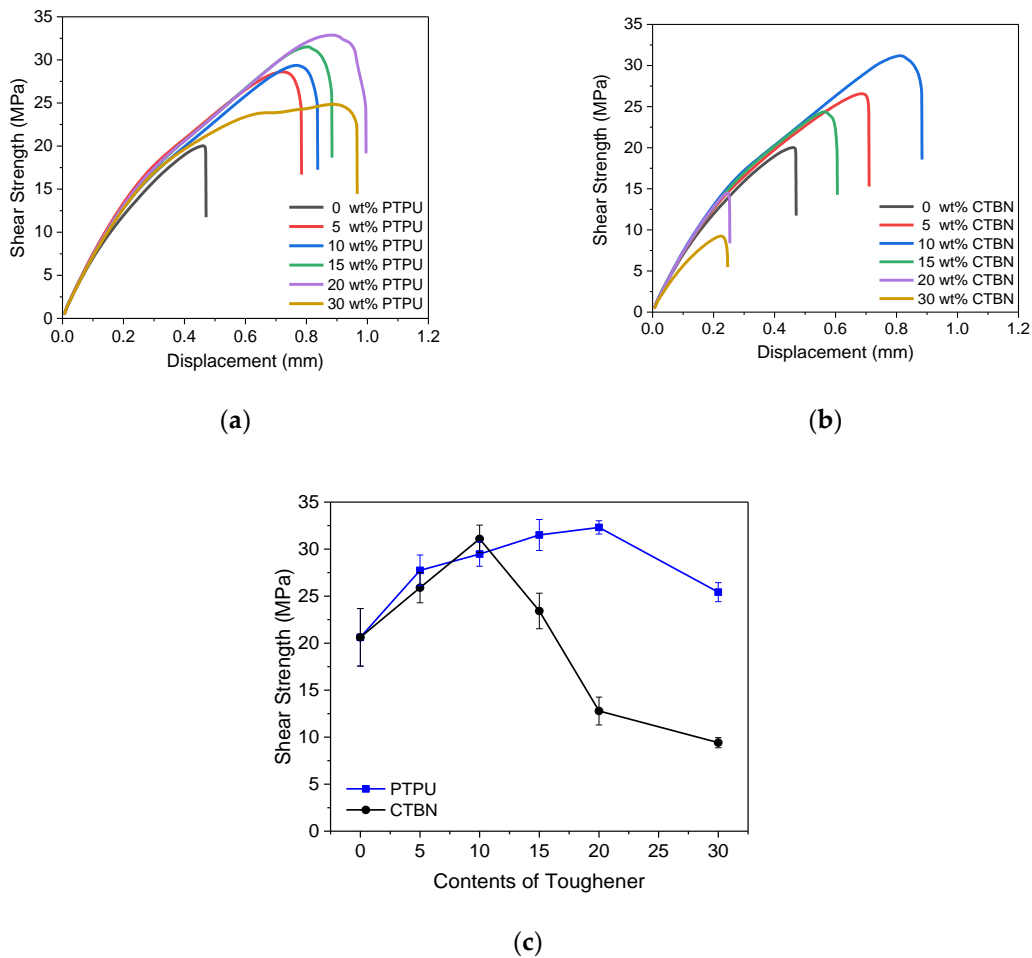 Shear Strength (MPa)
35
30
25
20
15
10
5
0
0 wt% PTPU
5 wt% PTPU
10 wt% PTPU
15 wt% PTPU
20 wt% PTPU
30 wt% PTPU
0.0 0.2 0.4 0.6 0.8 1.0 1.2
Displacement (mm)
(a)
Shear Strength (MPa)
35
30
25
20
15
10
5
0
0 wt% CTBN
5 wt% CTBN
10 wt% CTBN
15 wt% CTBN
20 wt% CTBN
30 wt% CTBN
0.0 0.2 0.4 0.6 0.8 1.0 1.2
Displacement (mm)
(b)
Shear Strength (MPa)
35
30
25
20
15
10
5
0
PTPU
CTBN
0 5 10 15 20 25 30
Contents of Toughener
(c)